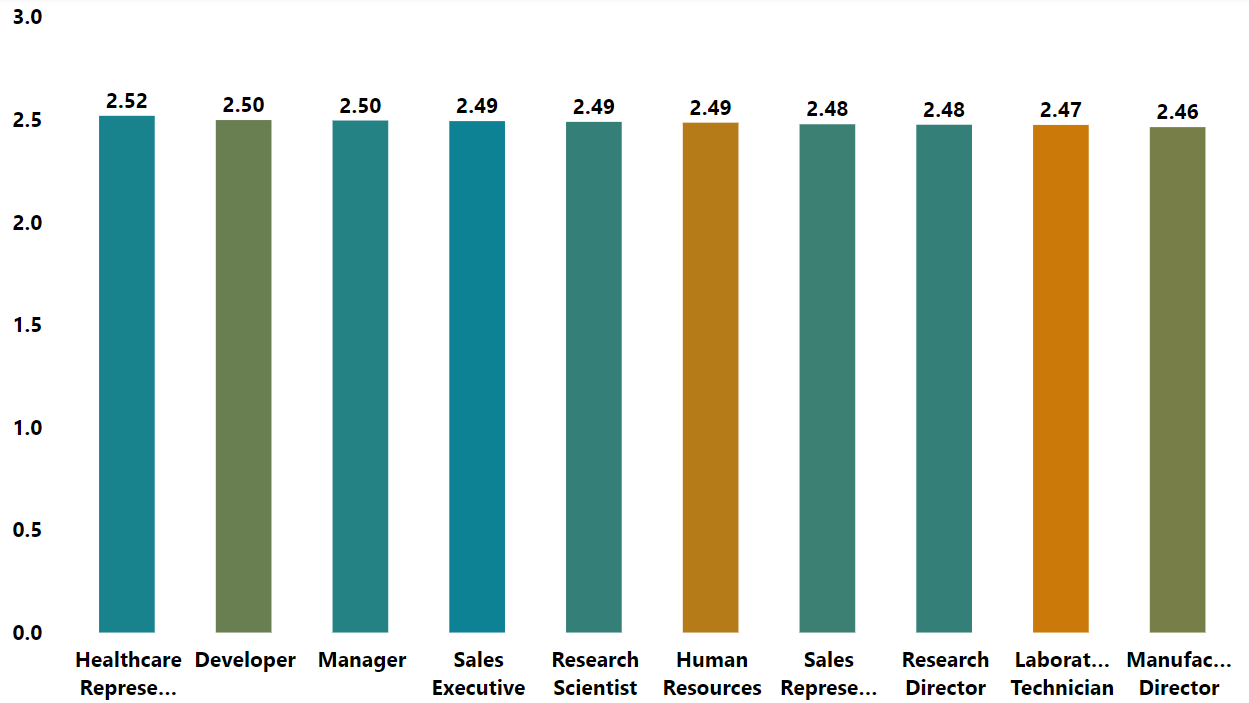 3.0
2.5
2.0
1.5
1.0
0.5
0.0
2.52
2.50
2.50
2.49
2.49
2.49
2.48
2.48
2.47
2.46
Healthcare
Represe...
Developer
Manager
Sales
Executive
Research
Scientist
Human
Resources
Sales
Represe...
Research
Director
Laborat...
Technician
Manufac...
Director